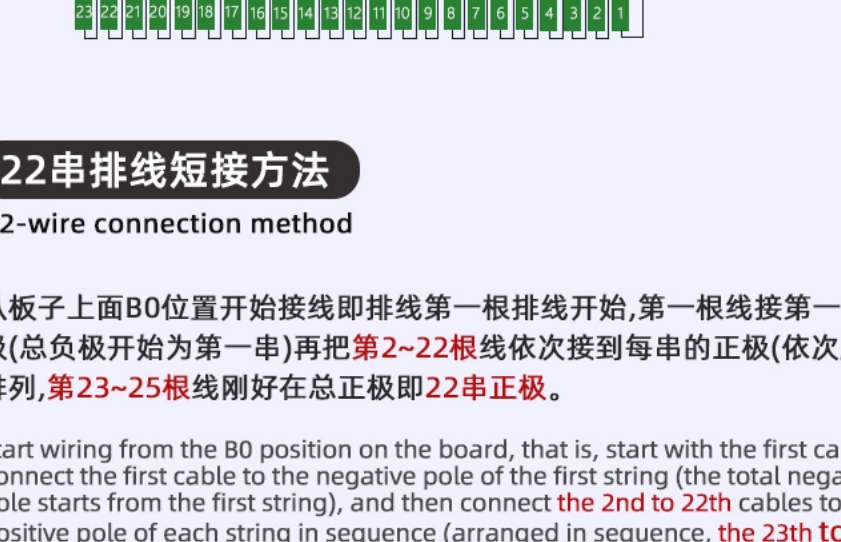 23 22 21 20 19 18 17 16 15 14 13 12 11 10 9 8 7 6 5 4 3 2 1
22串排线短接方法
2-wire connection method
板子上面B0位置开始接线即排线第一根排线开始,第一根线接第一
(总负极开始为第一串)再把第2~22根线依次接到每串的正极(依次
列,第23~25根线刚好在总正极即22串正极。
tart wiring from the B0 position on the board, that is, start with the first ca
onnect the first cable to the negative pole of the first string (the total nega
ole starts from the first string), and then connect the 2nd to 22th cables to
ositive pole of each string in sequence (arranged in sequence, the 23th to